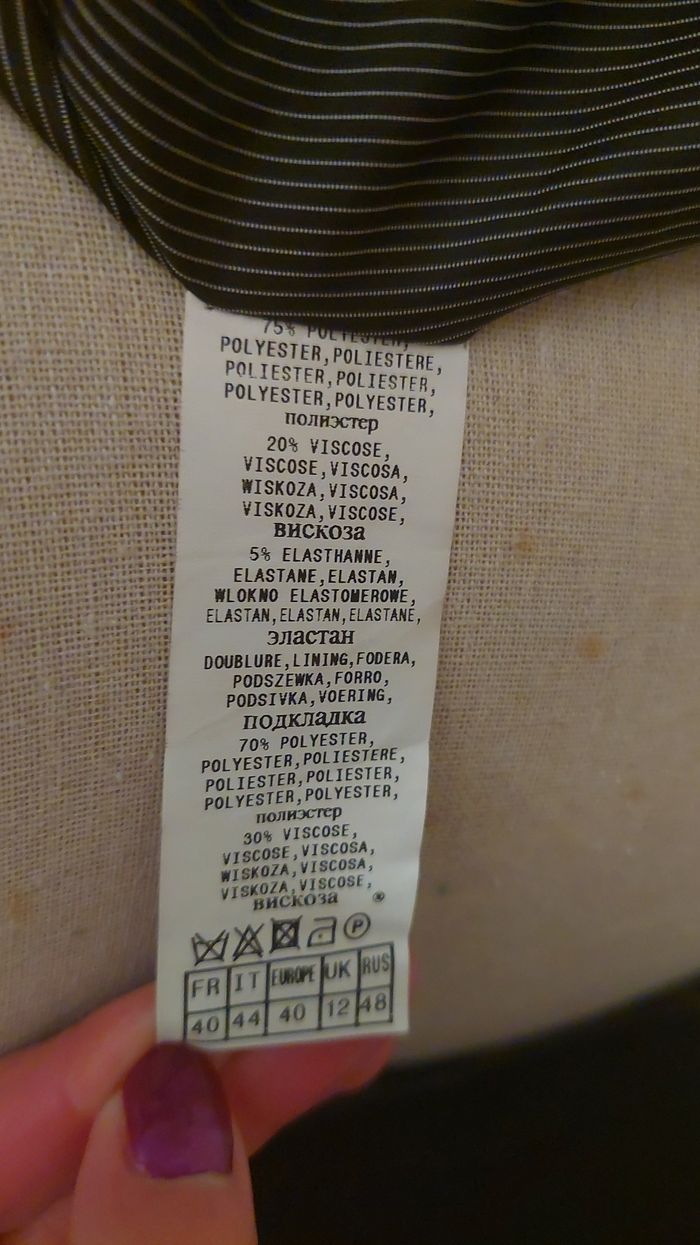 75% POLYESTER,
POLYESTER,POLIESTERE,
POLIESTER,POLIESTER,
POLYESTER,POLYESTER,
полиэстер
20% VISCOSE,
VISCOSE,VISCOSA,
WISKOZA,VISCOSA,
VISKOZA,VISCOSE,
вискоза
5% ELASTHANNE,
ELASTANE,ELASTAN,
WLOKNO ELASTOMEROWE,
ELASTAN,ELASTAN,ELASTANE,
эластан
DOUBLURE,LINING,FODERA,
PODSZEWKA,FORRO,
PODSIVKA,VOERING,
подкладка
70% POLYESTER,
POLYESTER,POLIESTERE,
POLIESTER,POLIESTER,
POLYESTER,POLYESTER,
полиэстер
30% VISCOSE,
VISCOSE,VISCOSA,
WISKOZA,VISCOSA,
VISKOZA,VISCOSE,
вискоза ®
P
FR IT EUROPE UK RUS
40 44 40 12 48